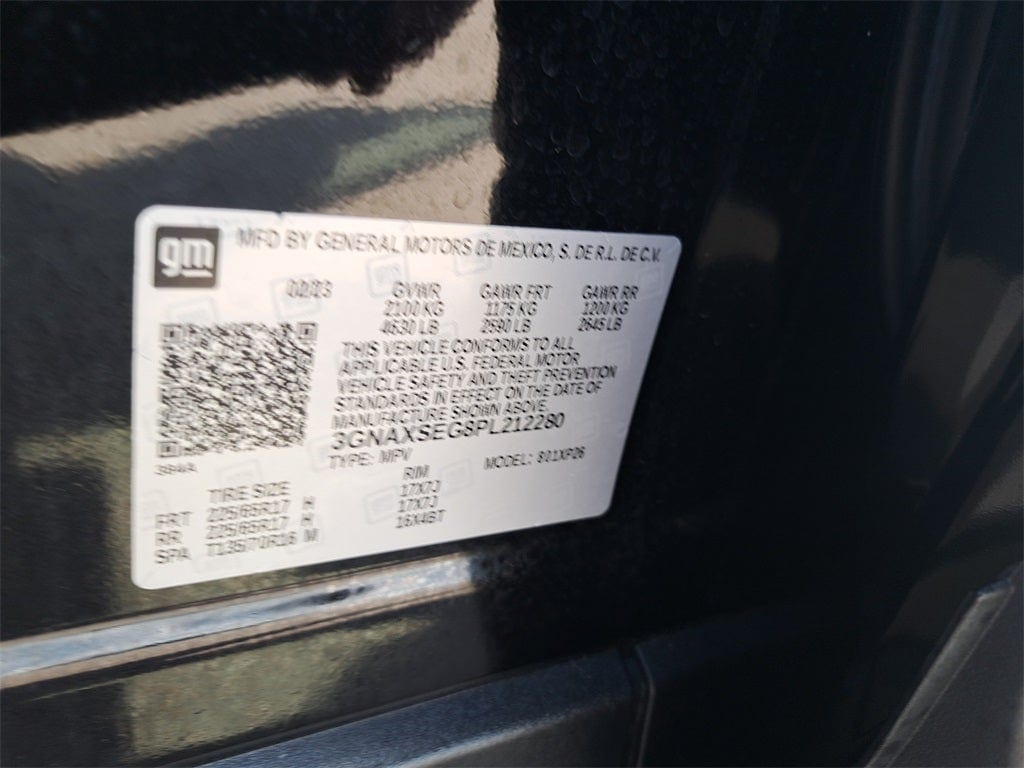 gm
MFD BY GENERAL MOTORS DE MEXICO, S. DE R.L. DE C.V.
02/23 GVWR GAWR FRT GAWR RR
2100 KG 1175 KG 1200 KG
4630 LB 2590 LB 2645 LB
THIS VEHICLE CONFORMS TO ALL
APPLICABLE U.S. FEDERAL MOTOR
VEHICLE SAFETY AND THEFT PREVENTION
STANDARDS IN EFFECT ON THE DATE OF
MANUFACTURE SHOWN ABOVE.
3GNAXSEG8PL212280
TYPE: MPV MODEL: 801XP26
TIRE SIZE RIM
FRT 225/65R17 H 17X7J
RR 225/65R17 H 17X7J
SPA T135/70R16 M 16X4BT